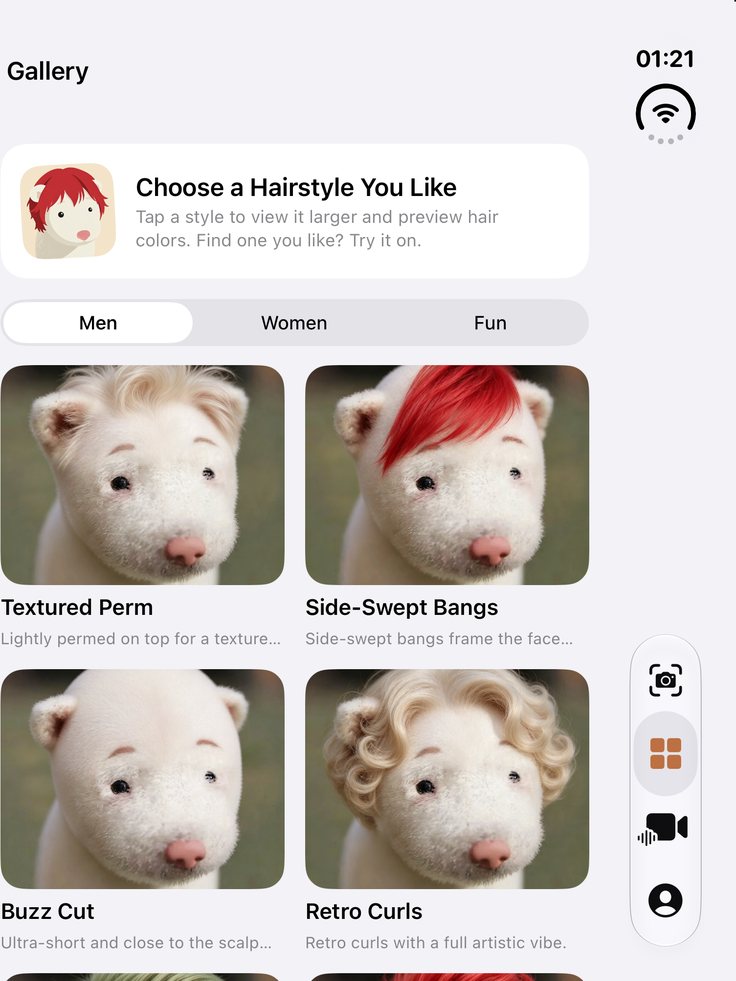 01:21
Gallery
Choose a Hairstyle You Like
Tap a style to view it larger and preview hair
colors. Find one you like? Try it on.
Men
Women
Fun
Textured Perm
Lightly permed on top for a texture...
Side-Swept Bangs
Side-swept bangs frame the face...
Buzz Cut
Ultra-short and close to the scalp...
Retro Curls
Retro curls with a full artistic vibe.